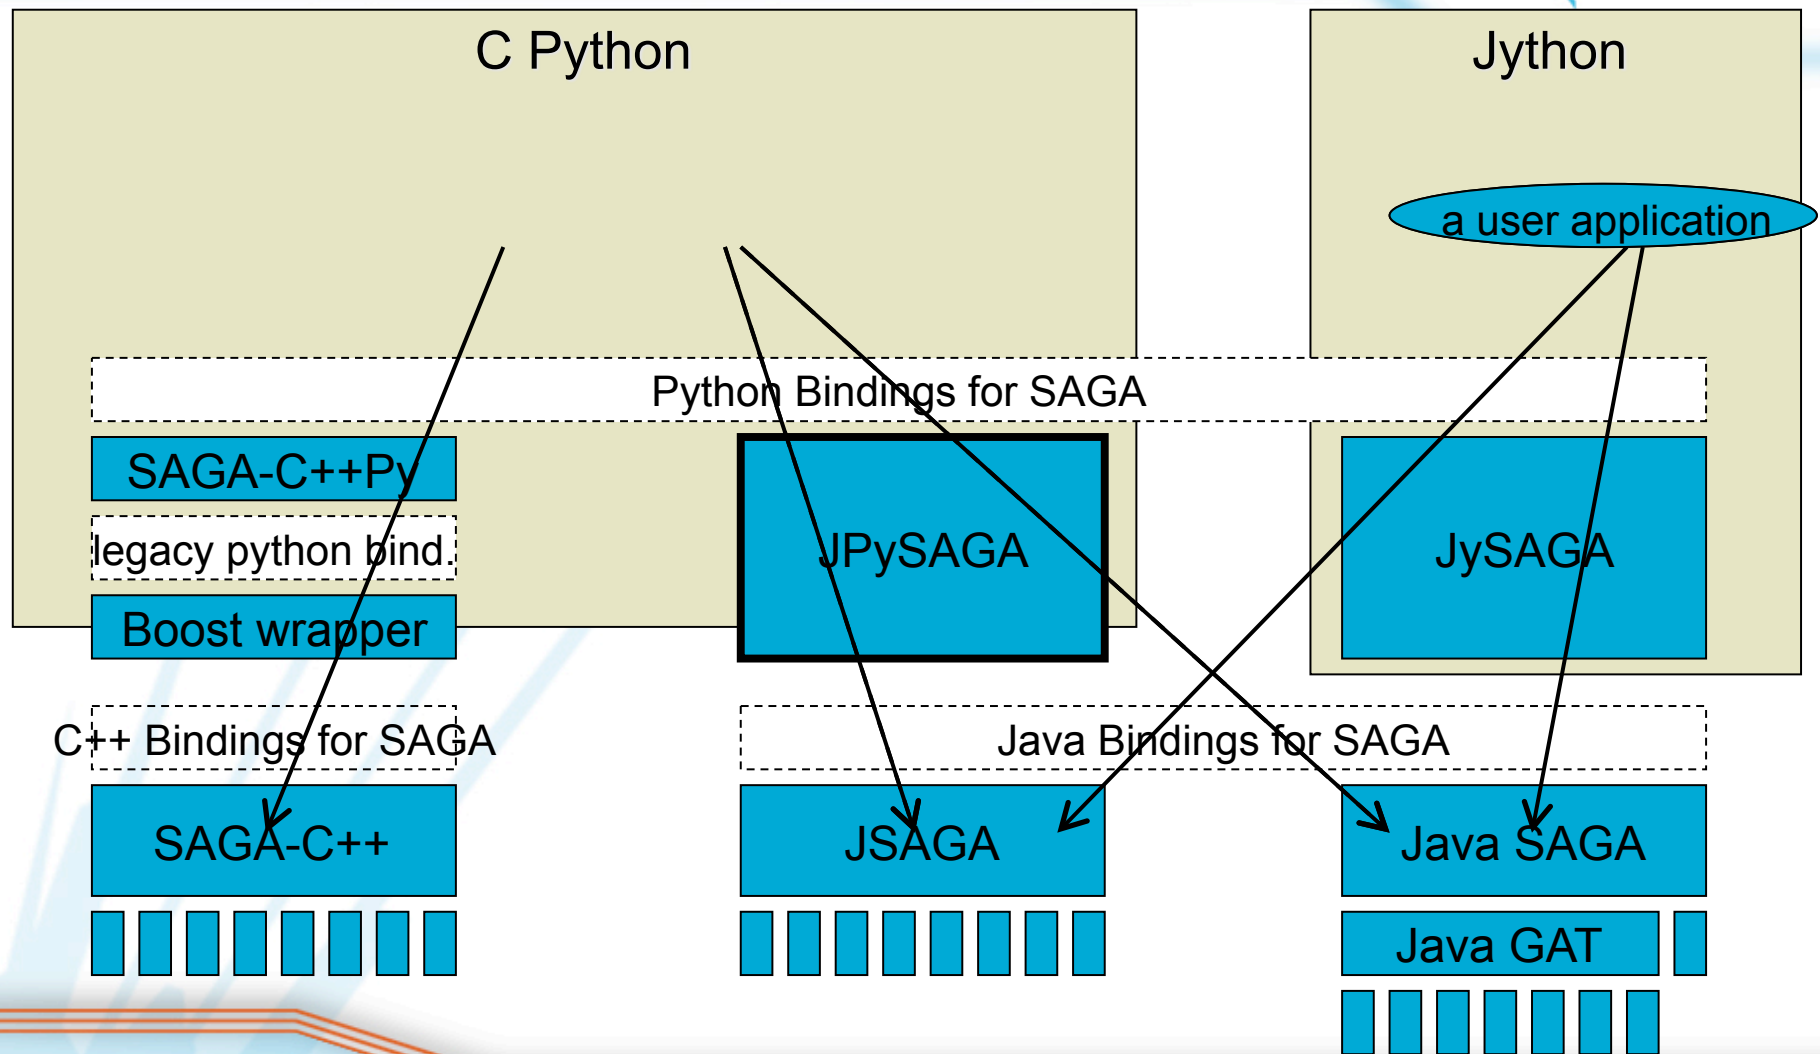 C Python
Jython
a user application
Python Bindings for SAGA
SAGA-C++Py
legacy python bind.
Boost wrapper
JPySAGA
JySAGA
C++ Bindings for SAGA
Java Bindings for SAGA
SAGA-C++
JSAGA
Java SAGA
Java GAT